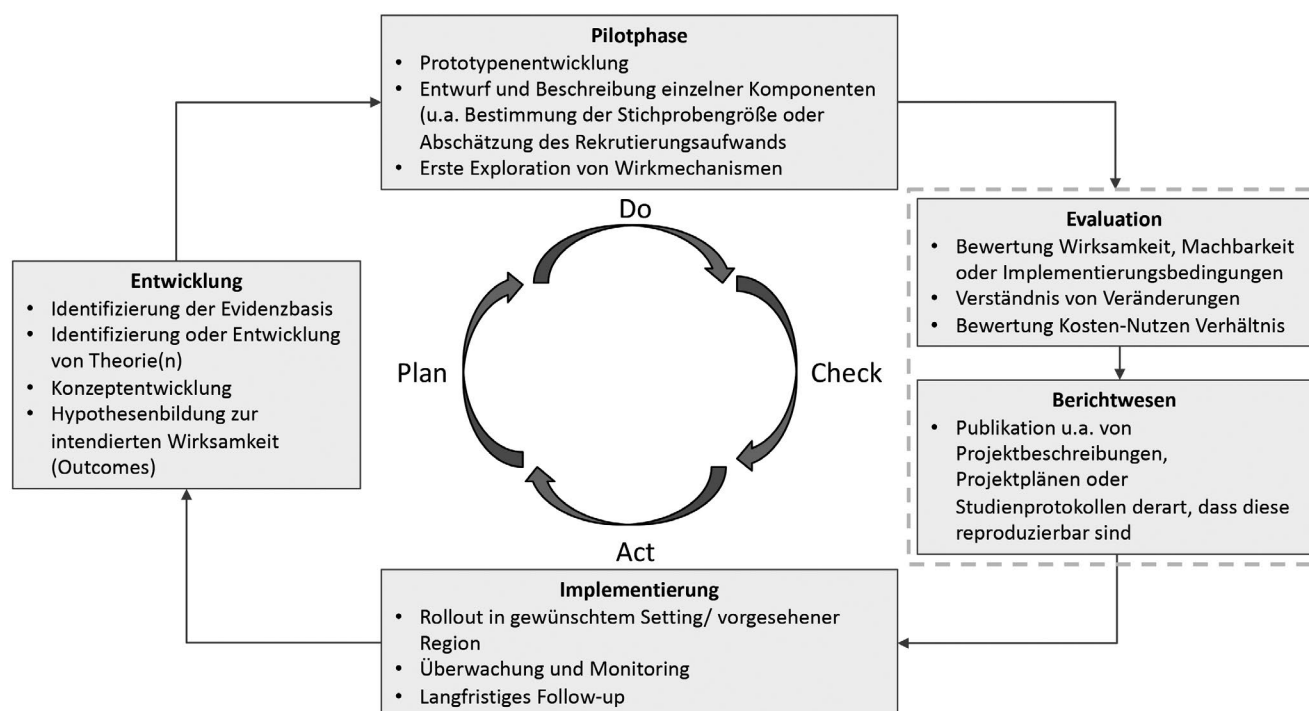 Pilotphase
• Prototypenentwicklung
• Entwurf und Beschreibung einzelner Komponenten
(u.a. Bestimmung der Stichprobengröße oder
Abschätzung des Rekrutierungsaufwands
• Erste Exploration von Wirkmechanismen
Do
Evaluation
• Bewertung Wirksamkeit, Machbarkeit
oder Implementierungsbedingungen
• Verständnis von Veränderungen
• Bewertung Kosten-Nutzen Verhältnis
Entwicklung
• Identifizierung der Evidenzbasis
• Identifizierung oder Entwicklung
von Theorie(n)
• Konzeptentwicklung
• Hypothesenbildung zur
intendierten Wirksamkeit
(Outcomes)
Plan
Check
Berichtwesen
• Publikation u.a. von
Projektbeschreibungen,
Projektplänen oder
Studienprotokollen derart, dass diese
reproduzierbar sind
Act
Implementierung
• Rollout in gewünschtem Setting/ vorgesehener
Region
• Überwachung und Monitoring
• Langfristiges Follow-up